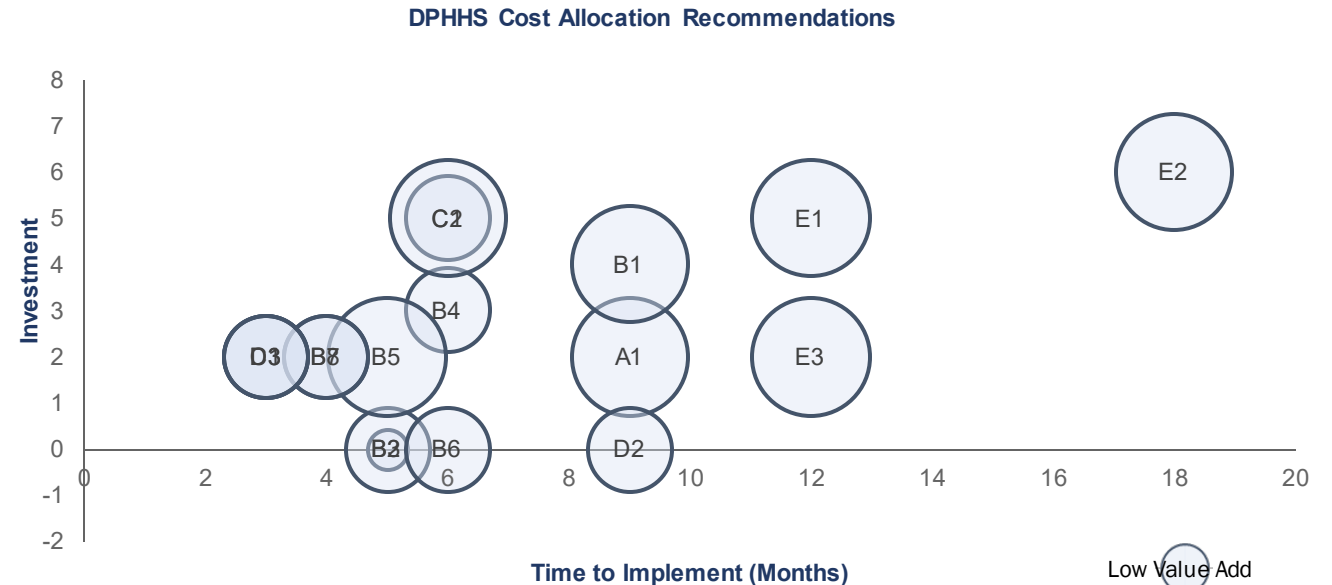 DPHHS Cost Allocation Recommendations
8
7
6
5
4
3
2
1
0
-1
-2
Investment
E2
E1
B1
B4
B5
A1
E3
B6
D2
0 2 4 6 8 10 12 14 16 18 20
Time to Implement (Months)
Low Value Add